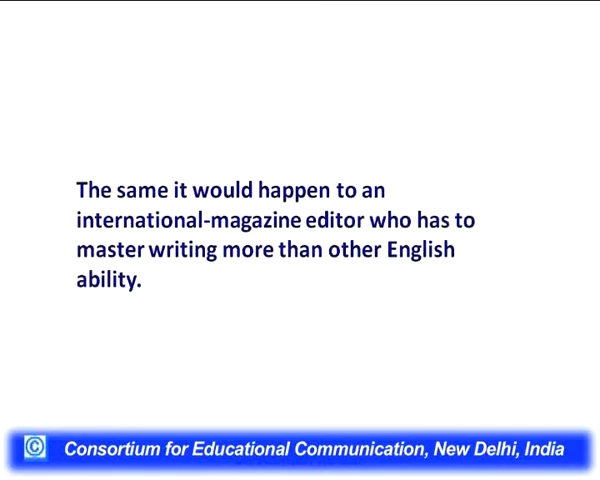 The same it would happen to an
international-magazine editor who has to
master writing more than other English
ability.
© Consortium for Educational Communication, New Delhi, India